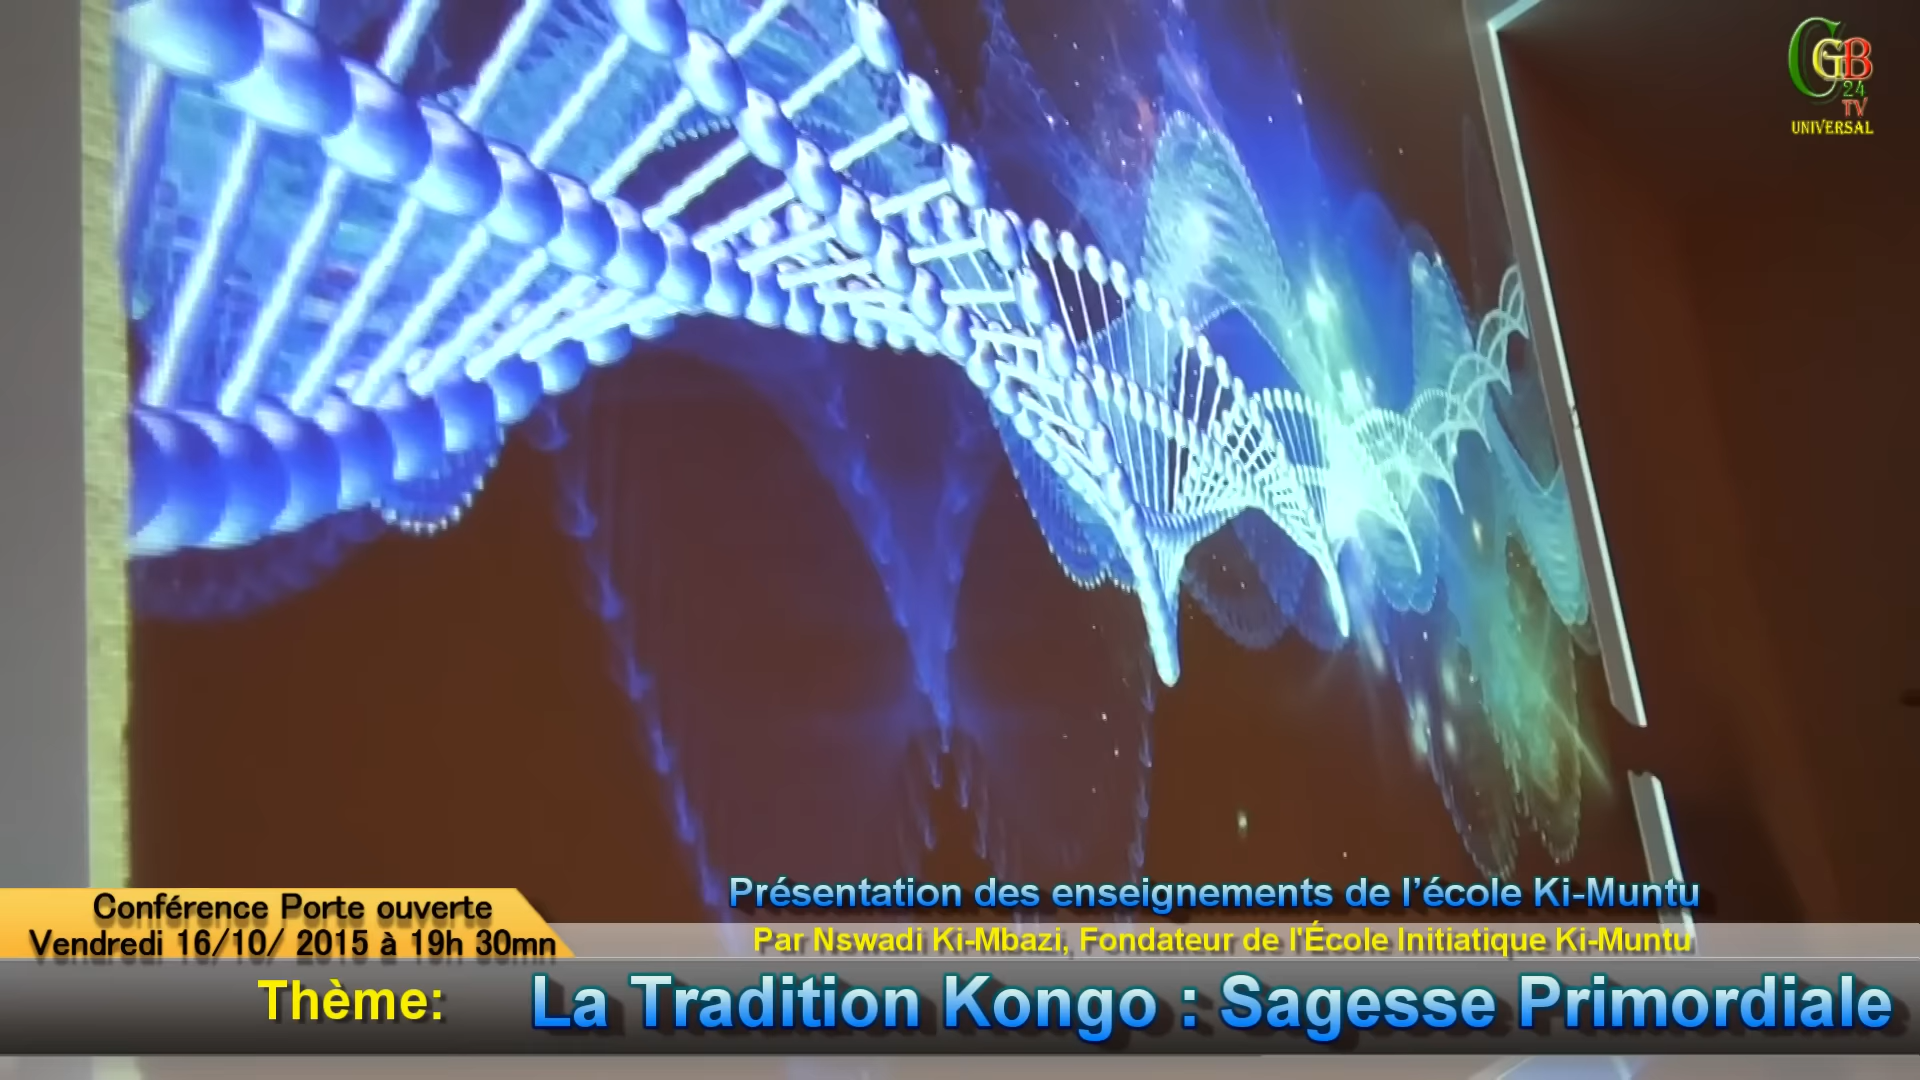 CGB
24
TV
UNIVERSAL
Présentation des enseignements de l’école Ki-Muntu
Conférence Porte ouverte
Vendredi 16/10/ 2015 à 19h 30mn
Par Nswadi Ki-Mbazi, Fondateur de l'École Initiatique Ki-Muntu
Thème: La Tradition Kongo : Sagesse Primordiale